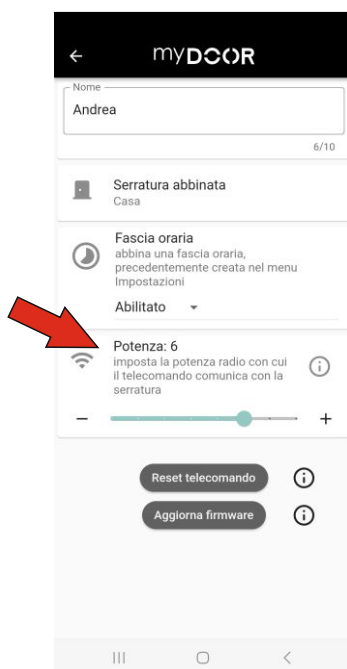 myDOOR
Nome
Andrea
6/10
Serratura abbinata
Casa
Fascia oraria
abbina una fascia oraria,
precedentemente creata nel menu
Impostazioni
Abilitato
Potenza: 6
imposta la potenza radio con cui
il telecomando comunica con la
serratura
Reset telecomando
Aggiorna firmware